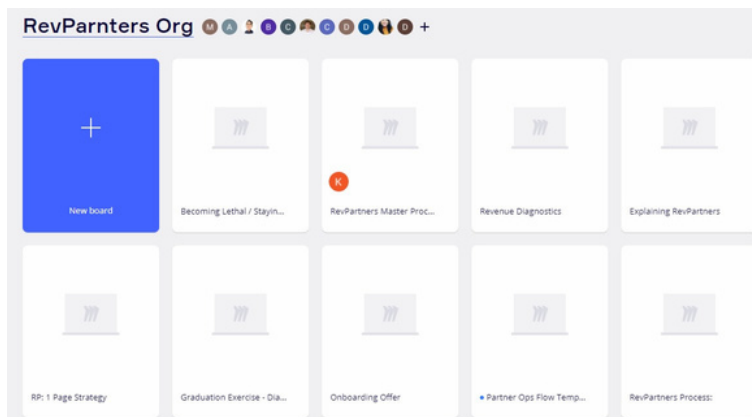 RevParnters Org M A B C C D D D +
New board
Becoming Lethal / Stayin...
K
RevPartners Master Proc...
Revenue Diagnostics
Explaining RevPartners
RP: 1 Page Strategy
Graduation Exercise - Dia...
Onboarding Offer
Partner Ops Flow Temp...
RevPartners Process: